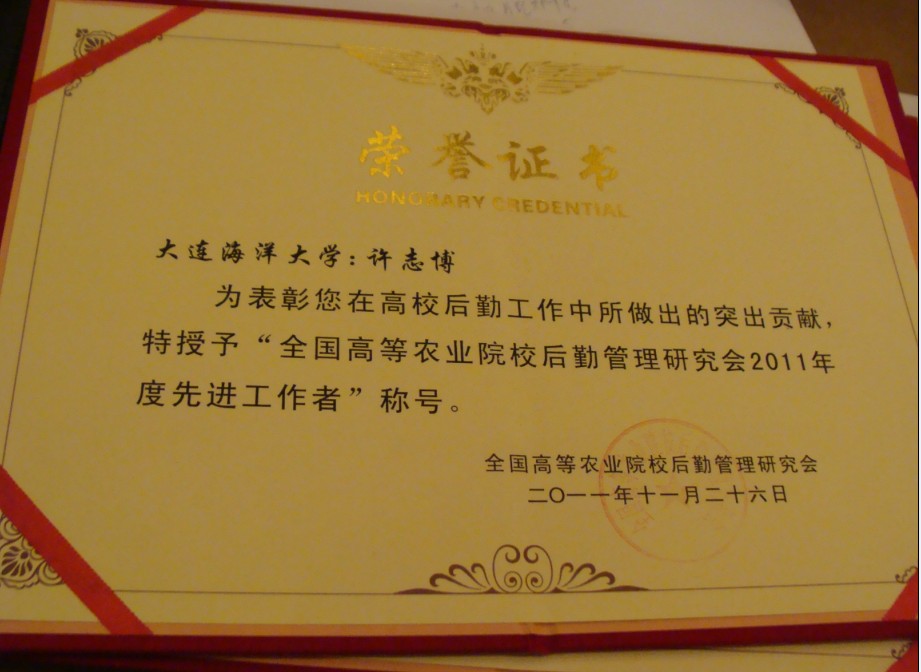 荣誉证书
HONORARY CREDENTIAL
大连海洋大学：许志博
为表彰您在高校后勤工作中所做出的突出贡献，
特授予“全国高等农业院校后勤管理研究会2011年
度先进工作者”称号。
全国高等农业院校后勤管理研究会
二〇一一年十一月二十六日